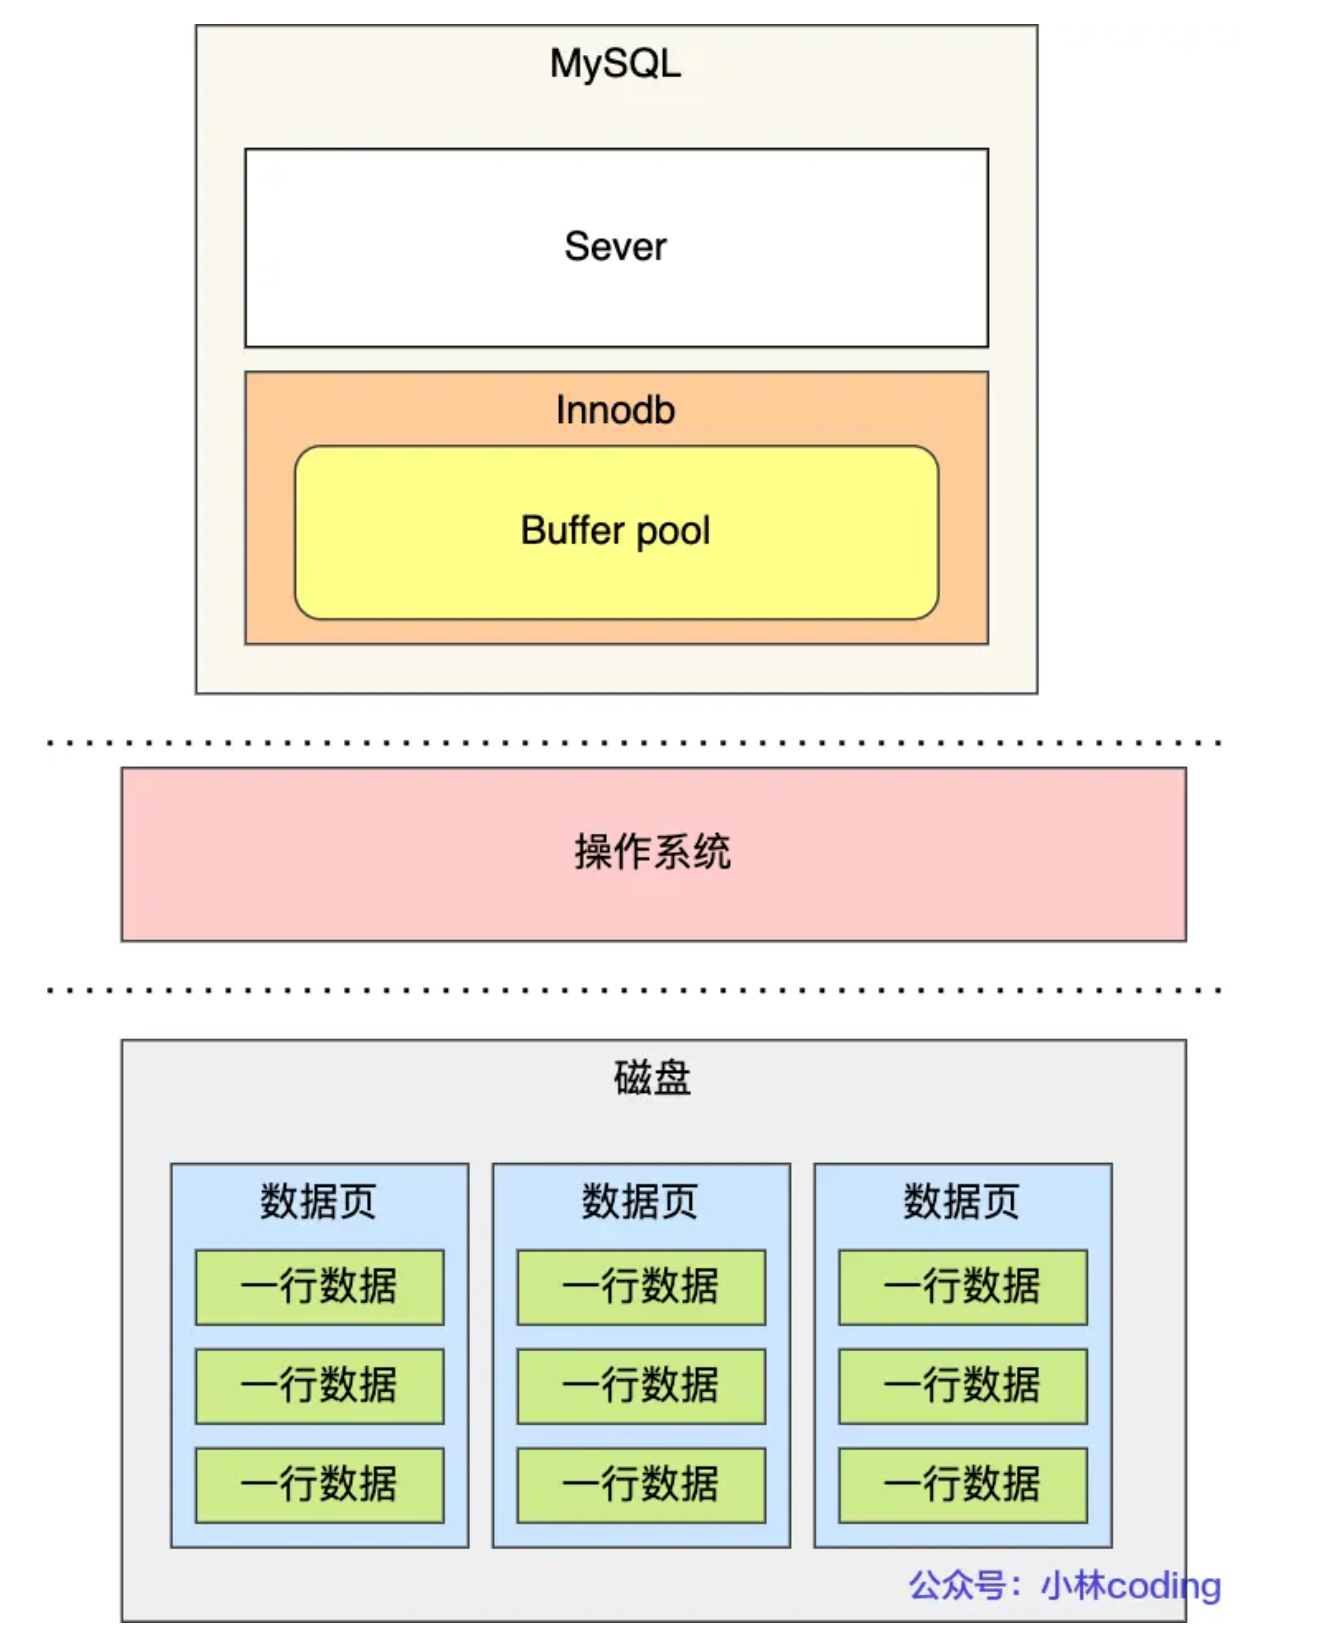 MySQL
Sever
Innodb
Buffer pool
操作系统
磁盘
数据页 数据页 数据页
一行数据 一行数据 一行数据
一行数据 一行数据 一行数据
一行数据 一行数据 一行数据
公众号：小林coding